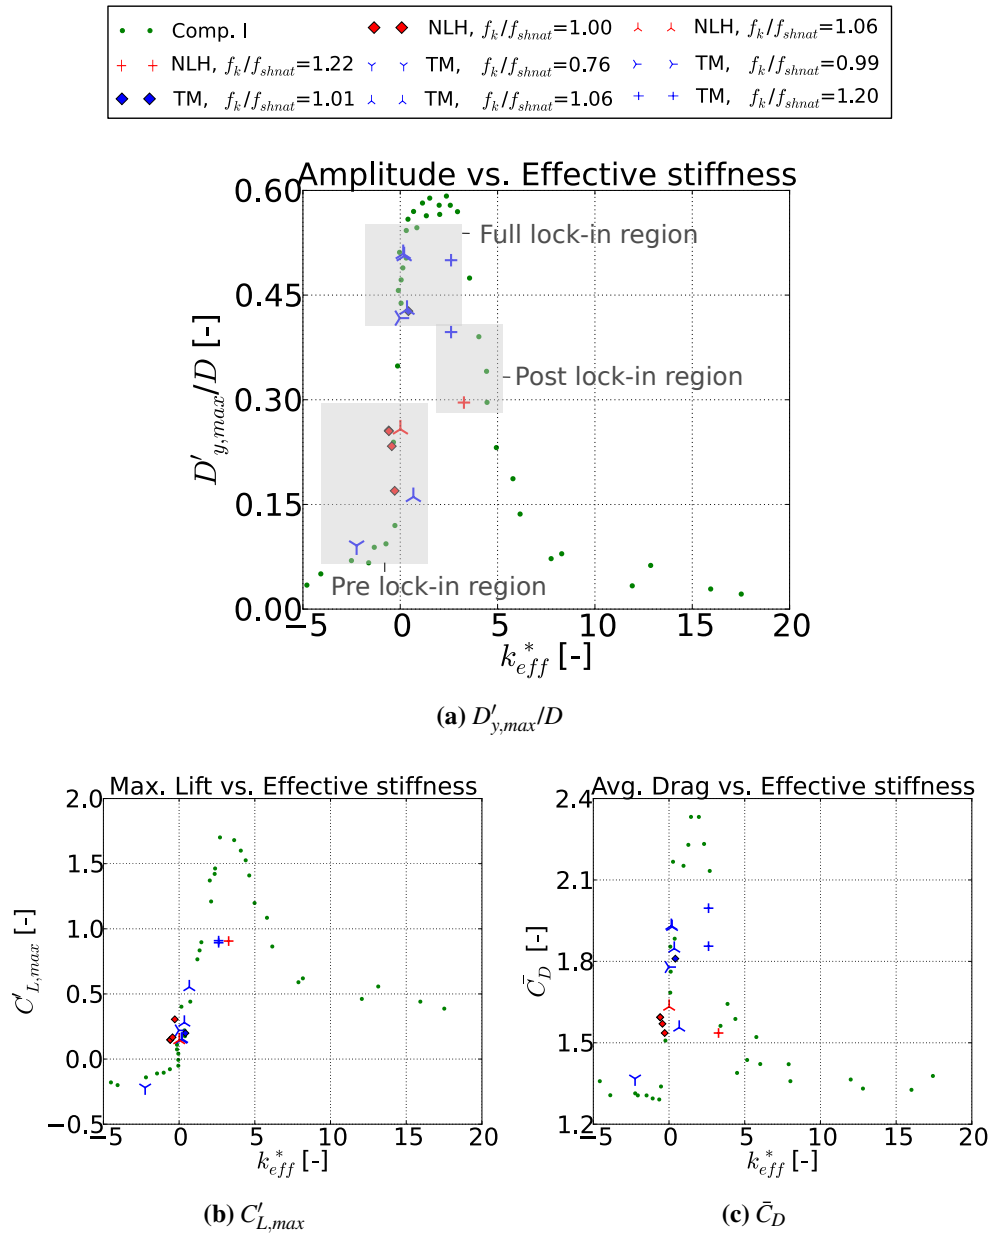 Comp. I NLH, f_k/f_shnat=1.00 NLH, f_k/f_shnat=1.06
NLH, f_k/f_shnat=1.22 TM, f_k/f_shnat=0.76 TM, f_k/f_shnat=0.99
TM, f_k/f_shnat=1.01 TM, f_k/f_shnat=1.06 TM, f_k/f_shnat=1.20
Amplitude vs. Effective stiffness
0.60
Full lock-in region
0.45
D′_y,max/D [-]
Post lock-in region
0.30
0.15
Pre lock-in region
0.00
−5 0 5 10 15 20
k*_eff [-]
(a) D′_y,max/D
Max. Lift vs. Effective stiffness
2.0
1.5
1.0
C′_L,max [-]
0.5
0.0
−0.5
−5 0 5 10 15 20
k*_eff [-]
(b) C′_L,max
Avg. Drag vs. Effective stiffness
2.4
2.1
C̄_D [-]
1.8
1.5
1.2
−5 0 5 10 15 20
k*_eff [-]
(c) C̄_D